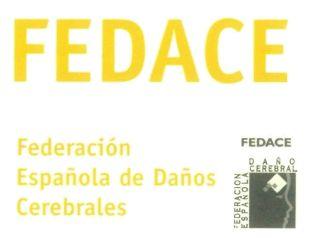 FEDACE
Federación
Española de Daños
Cerebrales
FEDACE
DAÑO
CEREBRAL
FEDERACION
ESPAÑOLA